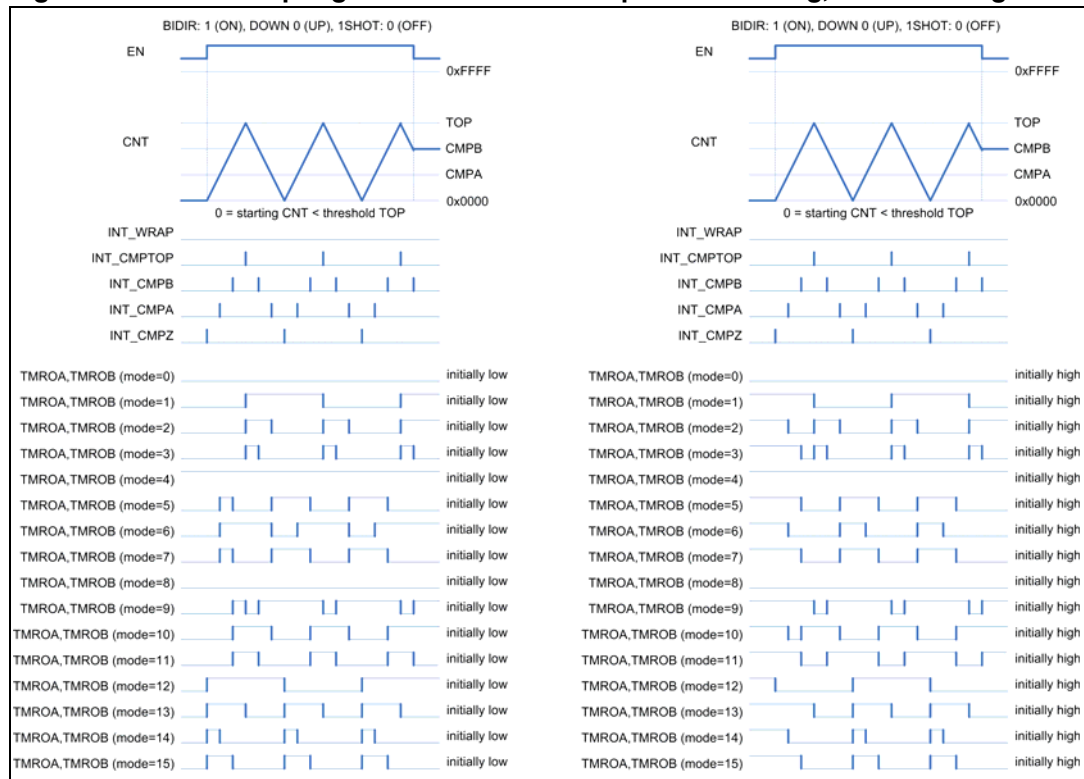 BIDIR: 1 (ON), DOWN 0 (UP), 1SHOT: 0 (OFF)
EN
0xFFFF
TOP
CNT
CMPB
CMPA
0x0000
0 = starting CNT < threshold TOP
INT_WRAP
INT_CMPTOP
INT_CMPB
INT_CMPA
INT_CMPZ
TMROA,TMROB (mode=0) initially low
TMROA,TMROB (mode=1) initially low
TMROA,TMROB (mode=2) initially low
TMROA,TMROB (mode=3) initially low
TMROA,TMROB (mode=4) initially low
TMROA,TMROB (mode=5) initially low
TMROA,TMROB (mode=6) initially low
TMROA,TMROB (mode=7) initially low
TMROA,TMROB (mode=8) initially low
TMROA,TMROB (mode=9) initially low
TMROA,TMROB (mode=10) initially low
TMROA,TMROB (mode=11) initially low
TMROA,TMROB (mode=12) initially low
TMROA,TMROB (mode=13) initially low
TMROA,TMROB (mode=14) initially low
TMROA,TMROB (mode=15) initially low
BIDIR: 1 (ON), DOWN 0 (UP), 1SHOT: 0 (OFF)
EN
0xFFFF
TOP
CNT
CMPB
CMPA
0x0000
0 = starting CNT < threshold TOP
INT_WRAP
INT_CMPTOP
INT_CMPB
INT_CMPA
INT_CMPZ
TMROA,TMROB (mode=0) initially high
TMROA,TMROB (mode=1) initially high
TMROA,TMROB (mode=2) initially high
TMROA,TMROB (mode=3) initially high
TMROA,TMROB (mode=4) initially high
TMROA,TMROB (mode=5) initially high
TMROA,TMROB (mode=6) initially high
TMROA,TMROB (mode=7) initially high
TMROA,TMROB (mode=8) initially high
TMROA,TMROB (mode=9) initially high
TMROA,TMROB (mode=10) initially high
TMROA,TMROB (mode=11) initially high
TMROA,TMROB (mode=12) initially high
TMROA,TMROB (mode=13) initially high
TMROA,TMROB (mode=14) initially high
TMROA,TMROB (mode=15) initially high